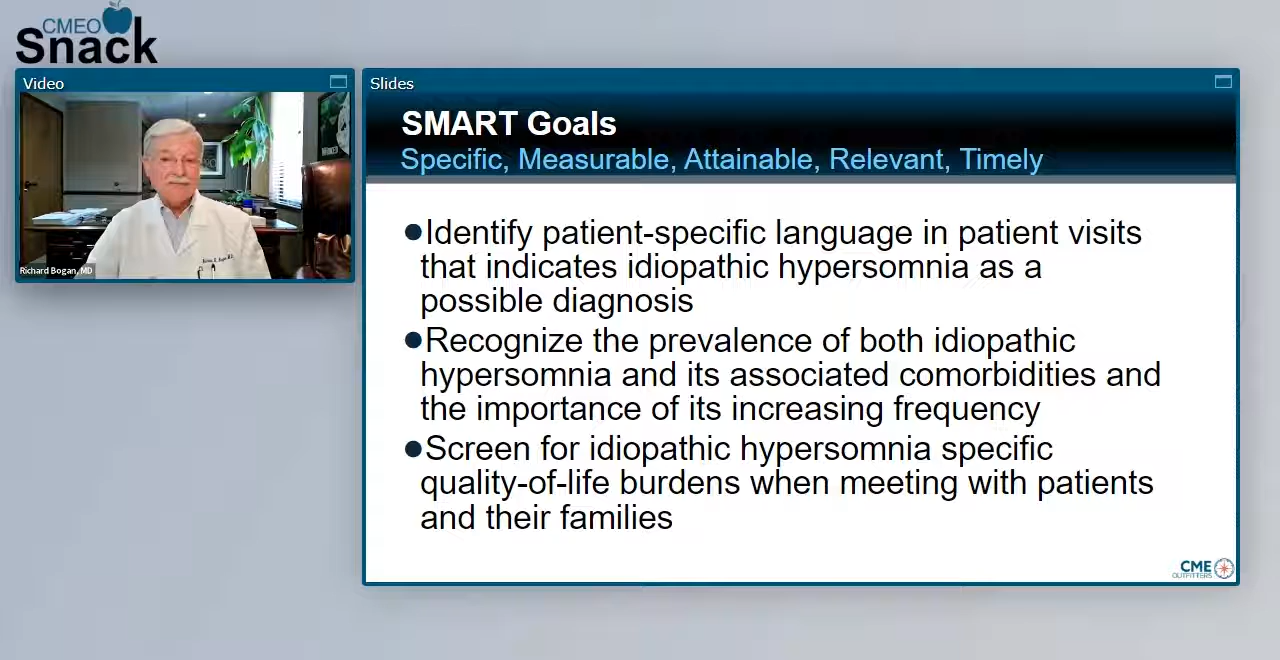 CMEO
Snack
Video
Richard Bogan, MD
Slides
SMART Goals
Specific, Measurable, Attainable, Relevant, Timely
●Identify patient-specific language in patient visits
that indicates idiopathic hypersomnia as a
possible diagnosis
●Recognize the prevalence of both idiopathic
hypersomnia and its associated comorbidities and
the importance of its increasing frequency
●Screen for idiopathic hypersomnia specific
quality-of-life burdens when meeting with patients
and their families
CME
OUTFITTERS